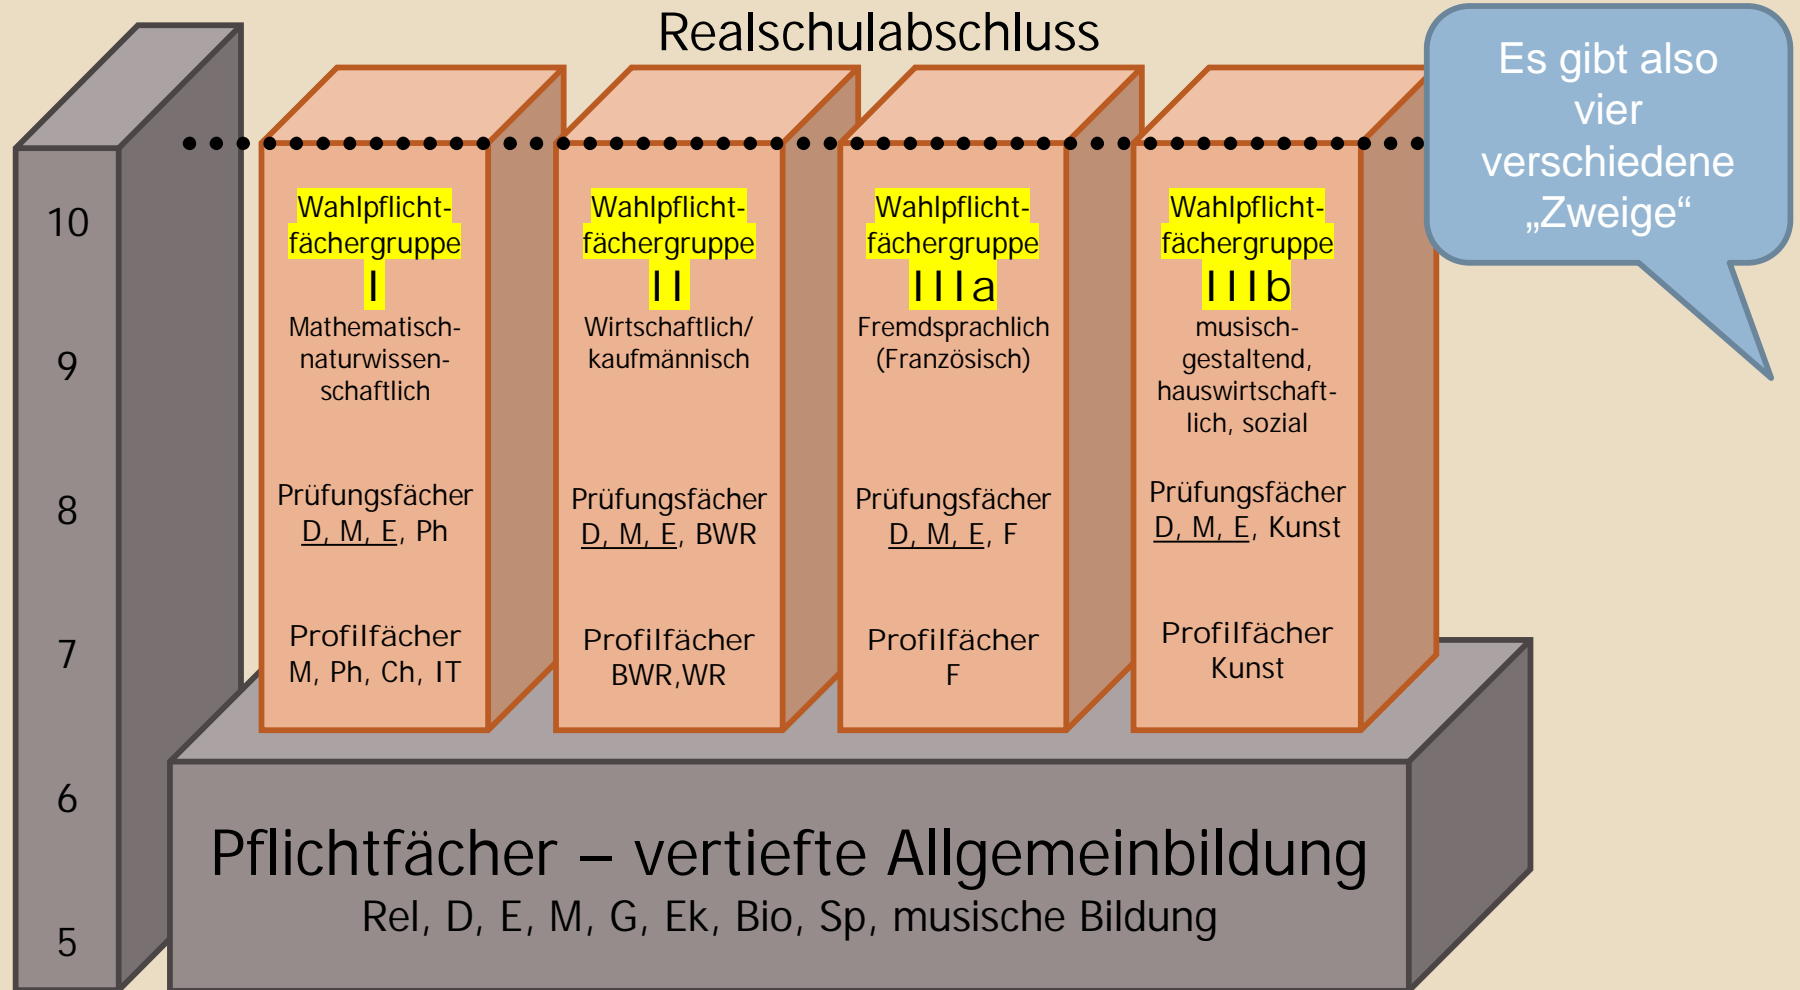 Realschulabschluss
Es gibt also
vier
verschiedene
„Zweige“
10
9
8
7
6
5
Wahlpflicht-
fächergruppe
I
Mathematisch-
naturwissen-
schaftlich
Prüfungsfächer
D, M, E, Ph
Profilfächer
M, Ph, Ch, IT
Wahlpflicht-
fächergruppe
II
Wirtschaftlich/
kaufmännisch
Prüfungsfächer
D, M, E, BWR
Profilfächer
BWR,WR
Wahlpflicht-
fächergruppe
IIIa
Fremdsprachlich
(Französisch)
Prüfungsfächer
D, M, E, F
Profilfächer
F
Wahlpflicht-
fächergruppe
IIIb
musisch-
gestaltend,
hauswirtschaft-
lich, sozial
Prüfungsfächer
D, M, E, Kunst
Profilfächer
Kunst
Pflichtfächer – vertiefte Allgemeinbildung
Rel, D, E, M, G, Ek, Bio, Sp, musische Bildung